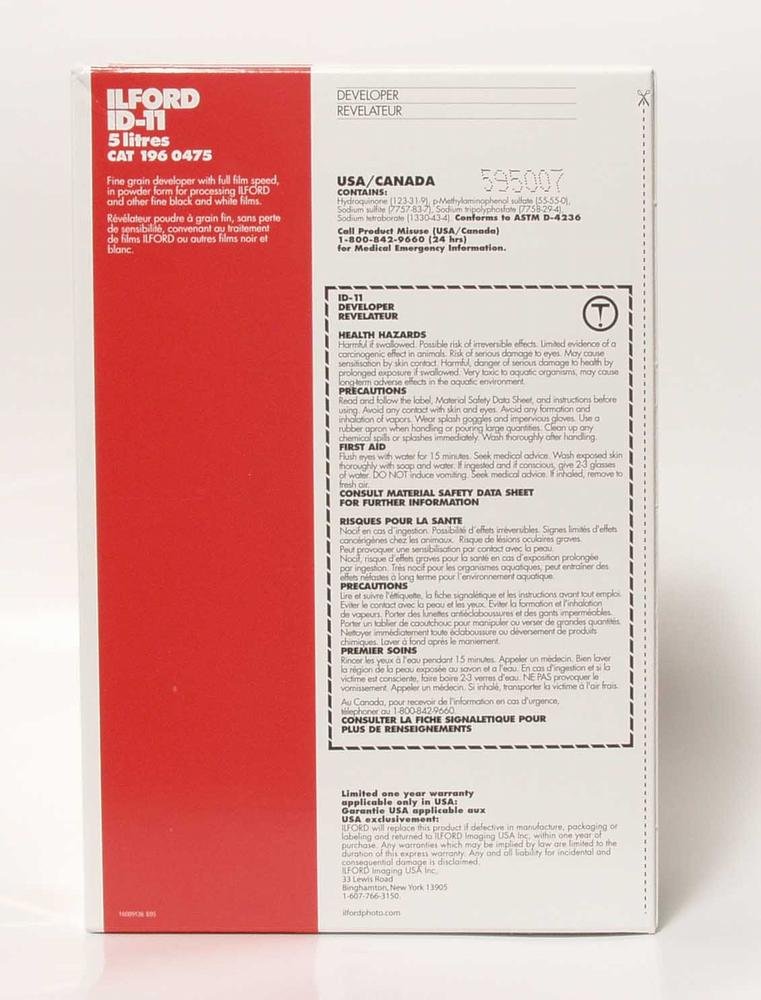 ILFORD
ID-11
5 litres
CAT 196 0475
Fine grain developer with full film speed,
in powder form for processing ILFORD
and other fine black and white films.
Révélateur poudre à grain fin, sans perte
de sensibilité, convenant au traitement
de films ILFORD ou autres films noir et
blanc.
DEVELOPER
REVELATEUR
USA/CANADA
595007
CONTAINS:
Hydroquinone (123-31-9), p-Methylaminophenol sulfate (55-55-0),
Sodium sulfite (7757-83-7), Sodium tripolyphosfate (7758-29-4),
Sodium tetraborate (1330-43-4). Conforms to ASTM D-4236
Call Product Misuse (USA/Canada)
1-800-842-9660 (24 hrs)
for Medical Emergency Information.
ID-11
DEVELOPER
REVELATEUR
T
HEALTH HAZARDS
Harmful if swallowed. Possible risk of irreversible effects. Limited evidence of a
carcinogenic effect in animals. Risk of serious damage to eyes. May cause
sensitisation by skin contact. Harmful, danger of serious damage to health by
prolonged exposure if swallowed. Very toxic to aquatic organisms, may cause
long-term adverse effects in the aquatic environment.
PRECAUTIONS
Read and follow the label, Material Safety Data Sheet, and instructions before
using. Avoid any contact with skin and eyes. Avoid any formation and
inhalation of vapors. Wear splash goggles and impervious gloves. Use a
rubber apron when handling or pouring large quantities. Clean up any
chemical spills or splashes immediately. Wash thoroughly after handling.
FIRST AID
Flush eyes with water for 15 minutes. Seek medical advice. Wash exposed skin
thoroughly with soap and water. If ingested and if conscious, give 2-3 glasses
of water. DO NOT induce vomiting. Seek medical advice. If inhaled, remove to
fresh air.
CONSULT MATERIAL SAFETY DATA SHEET
FOR FURTHER INFORMATION
RISQUES POUR LA SANTE
Nocif en cas d'ingestion. Possibilité d'effets irréversibles. Signes limités d'effets
cancérigènes chez les animaux. Risque de lésions oculaires graves.
Peut provoquer une sensibilisation par contact avec la peau.
Nocif, risque d'effets graves pour la santé en cas d'exposition prolongée
par ingestion. Très nocif pour les organismes aquatiques, peut entraîner des
effets néfastes à long terme pour l'environnement aquatique.
PRECAUTIONS
Lire et suivre l'étiquette, la fiche signalétique et les instructions avant tout emploi.
Eviter le contact avec la peau et les yeux. Eviter la formation et l'inhalation
de vapeurs. Porter des lunettes antiéclaboussures et des gants imperméables.
Porter un tablier de caoutchouc pour manipuler ou verser de grandes quantités.
Nettoyer immédiatement toute éclaboussure ou déversement de produits
chimiques. Laver à fond après le maniement.
PREMIER SOINS
Rincer les yeux à l'eau pendant 15 minutes. Appeler un médecin. Bien laver
la région de la peau exposée au savon et a l'eau. En cas d'ingestion et si la
victime est consciente, faire boire 2-3 verres d'eau. NE PAS provoquer le
vomissement. Appeler un médecin. Si inhalé, transporter la victime à l'air frais.
Au Canada, pour recevoir de l'information en cas d'urgence,
téléphoner au 1-800-842-9660.
CONSULTER LA FICHE SIGNALETIQUE POUR
PLUS DE RENSEIGNEMENTS
Limited one year warranty
applicable only in USA:
Garantie USA applicable aux
USA exclusivement:
ILFORD will replace this product if defective in manufacture, packaging or
labeling and returned to ILFORD Imaging USA Inc, within one year of
purchase. Any warranties which may be implied by law are limited to the
duration of this express warranty. Any and all liability for incidental and
consequential damage is disclaimed.
ILFORD Imaging USA Inc,
33 Lewis Road
Binghamton, New York 13905
1-607-766-3150.
ilfordphoto.com